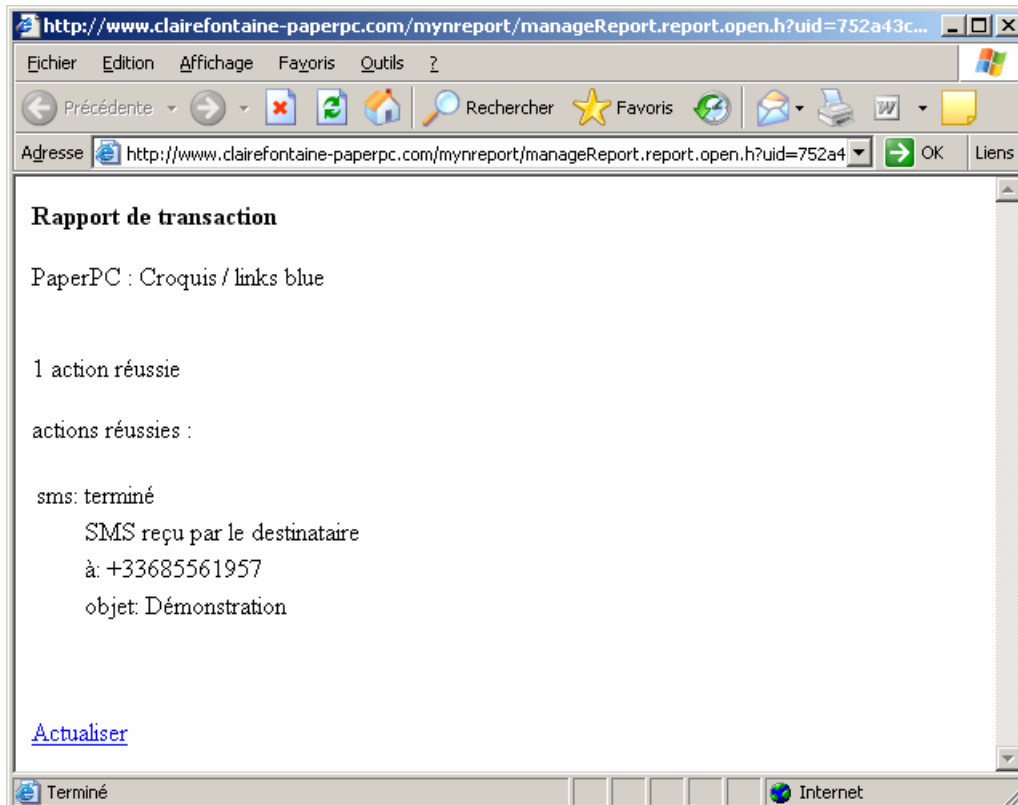 http://www.clairefontaine-paperpc.com/mynreport/manageReport.report.open.h?uid=752a43c...
Fichier Edition Affichage Favoris Outils ?
Précédente Rechercher Favoris W
Adresse http://www.clairefontaine-paperpc.com/mynreport/manageReport.report.open.h?uid=752a4 OK Liens
Rapport de transaction
PaperPC : Croquis / links blue
1 action réussie
actions réussies :
sms: terminé
SMS reçu par le destinataire
à: +33685561957
objet: Démonstration
Actualiser
Terminé Internet